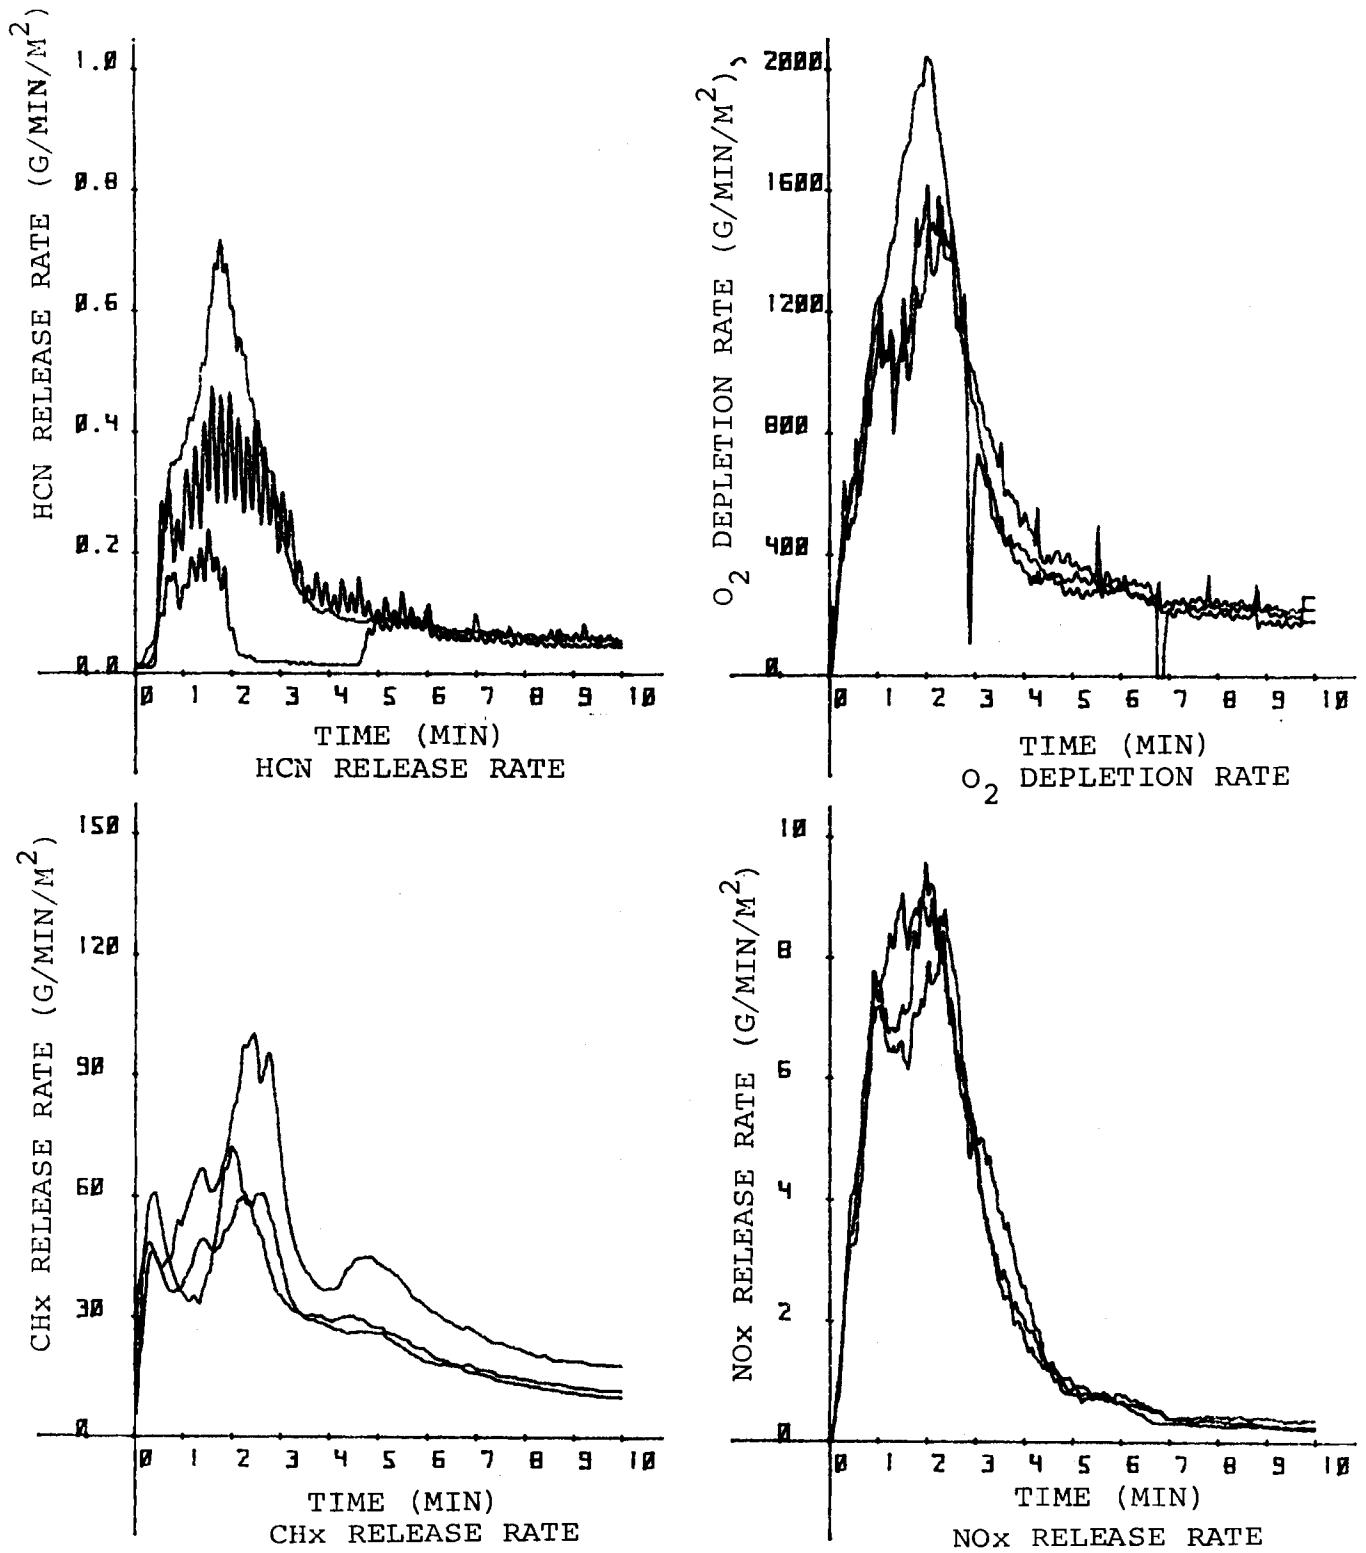 HCN RELEASE RATE (G/MIN/M²)
1.0
0.8
0.6
0.4
0.2
0.0
0 1 2 3 4 5 6 7 8 9 10
TIME (MIN)
HCN RELEASE RATE
O₂ DEPLETION RATE (G/MIN/M²)
2000
1600
1200
800
400
0
0 1 2 3 4 5 6 7 8 9 10
TIME (MIN)
O₂ DEPLETION RATE
CHx RELEASE RATE (G/MIN/M²)
150
120
90
60
30
0
0 1 2 3 4 5 6 7 8 9 10
TIME (MIN)
CHx RELEASE RATE
NOx RELEASE RATE (G/MIN/M²)
10
8
6
4
2
0
0 1 2 3 4 5 6 7 8 9 10
TIME (MIN)
NOx RELEASE RATE